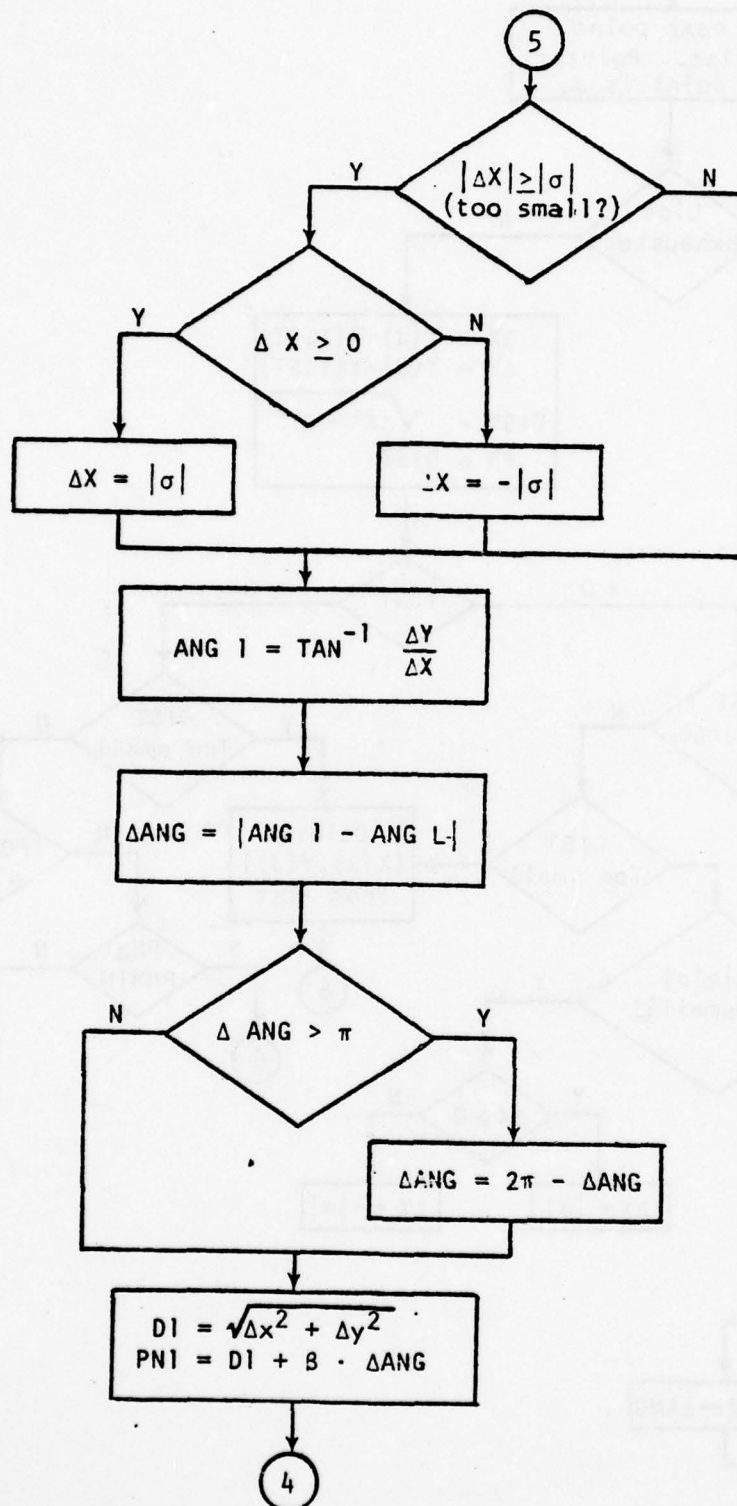 5
|ΔX| ≥ |σ|
(too small?)
Y
N
Δ X ≥ 0
Y
N
ΔX = |σ|
ΔX = -|σ|
ANG 1 = TAN⁻¹ ΔY/ΔX
ΔANG = |ANG 1 - ANG L|
Δ ANG > π
N
Y
ΔANG = 2π - ΔANG
D1 = √Δx² + Δy²
PN1 = D1 + β · ΔANG
4